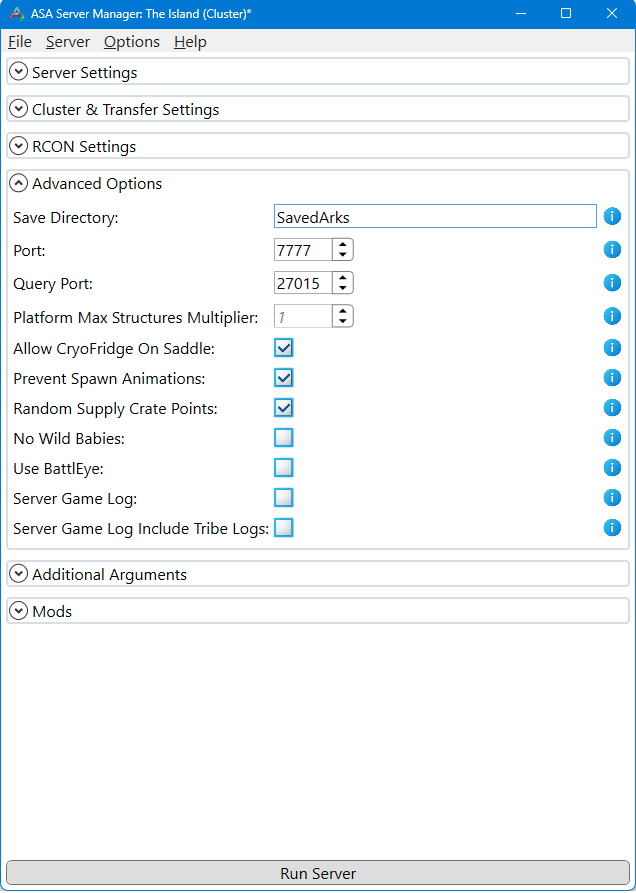 ASA Server Manager: The Island (Cluster)*
File Server Options Help
Server Settings
Cluster & Transfer Settings
RCON Settings
Advanced Options
Save Directory: SavedArks
Port: 7777
Query Port: 27015
Platform Max Structures Multiplier: 1
Allow CryoFridge On Saddle:
Prevent Spawn Animations:
Random Supply Crate Points:
No Wild Babies:
Use BattlEye:
Server Game Log:
Server Game Log Include Tribe Logs:
Additional Arguments
Mods
Run Server